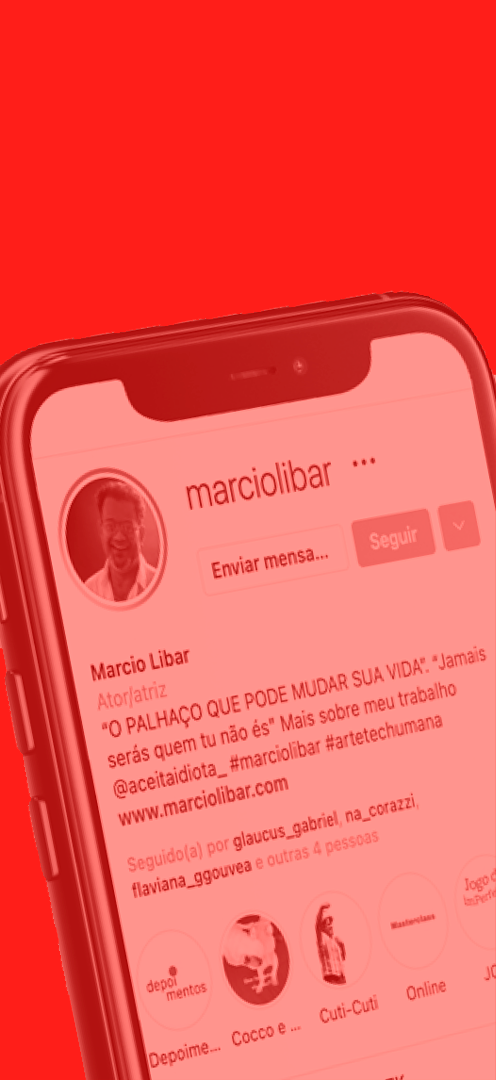 marciolibar ...
Enviar mensa...
Seguir
Marcio Libar
Ator/atriz
“O PALHAÇO QUE PODE MUDAR SUA VIDA”. “Jamais
serás quem tu não és” Mais sobre meu trabalho
@aceitaidiota_ #marciolibar #artetechumana
www.marciolibar.com
Seguido(a) por glaucus_gabriel, na_corazzi,
flaviana_ggouvea e outras 4 pessoas
depoi
mentos
Masterclass
Jogo d
Depoime...
Cocco e ...
Cuti-Cuti
Online